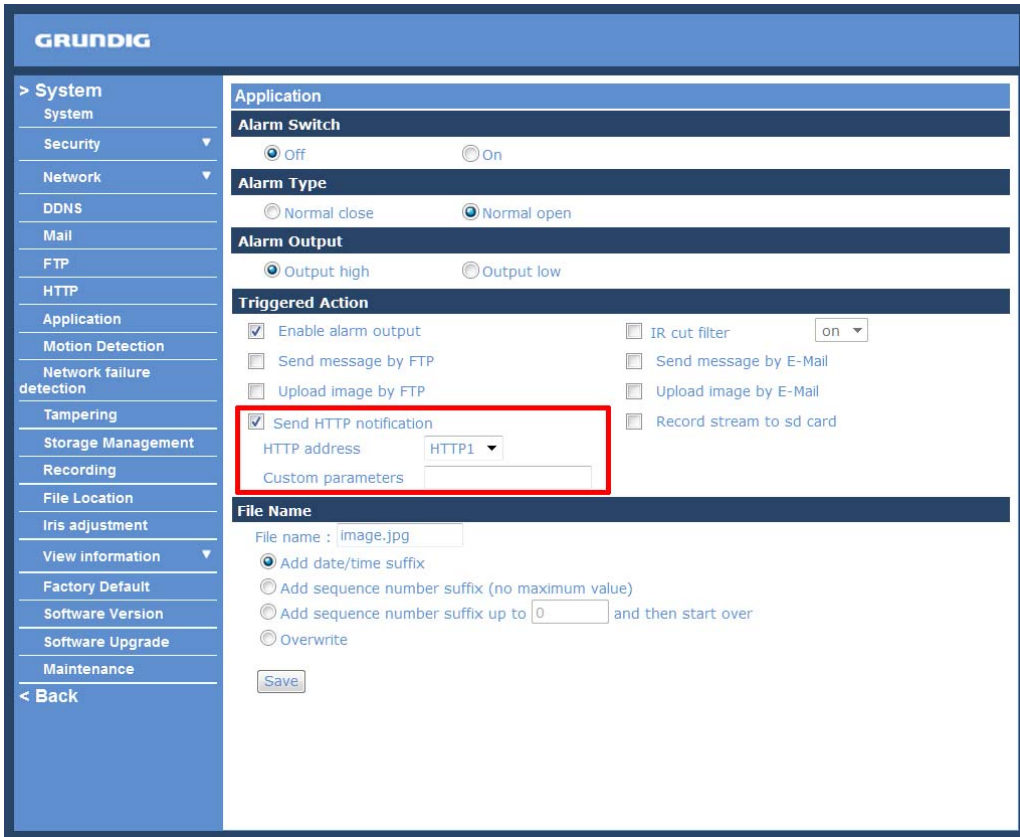 GRUNDIG
> System
System
Security
Network
DDNS
Mail
FTP
HTTP
Application
Motion Detection
Network failure
detection
Tampering
Storage Management
Recording
File Location
Iris adjustment
View information
Factory Default
Software Version
Software Upgrade
Maintenance
< Back
Application
Alarm Switch
Off On
Alarm Type
Normal close Normal open
Alarm Output
Output high Output low
Triggered Action
Enable alarm output IR cut filter on
Send message by FTP Send message by E-Mail
Upload image by FTP Upload image by E-Mail
Send HTTP notification Record stream to sd card
HTTP address HTTP1
Custom parameters
File Name
File name : image.jpg
Add date/time suffix
Add sequence number suffix (no maximum value)
Add sequence number suffix up to 0 and then start over
Overwrite
Save